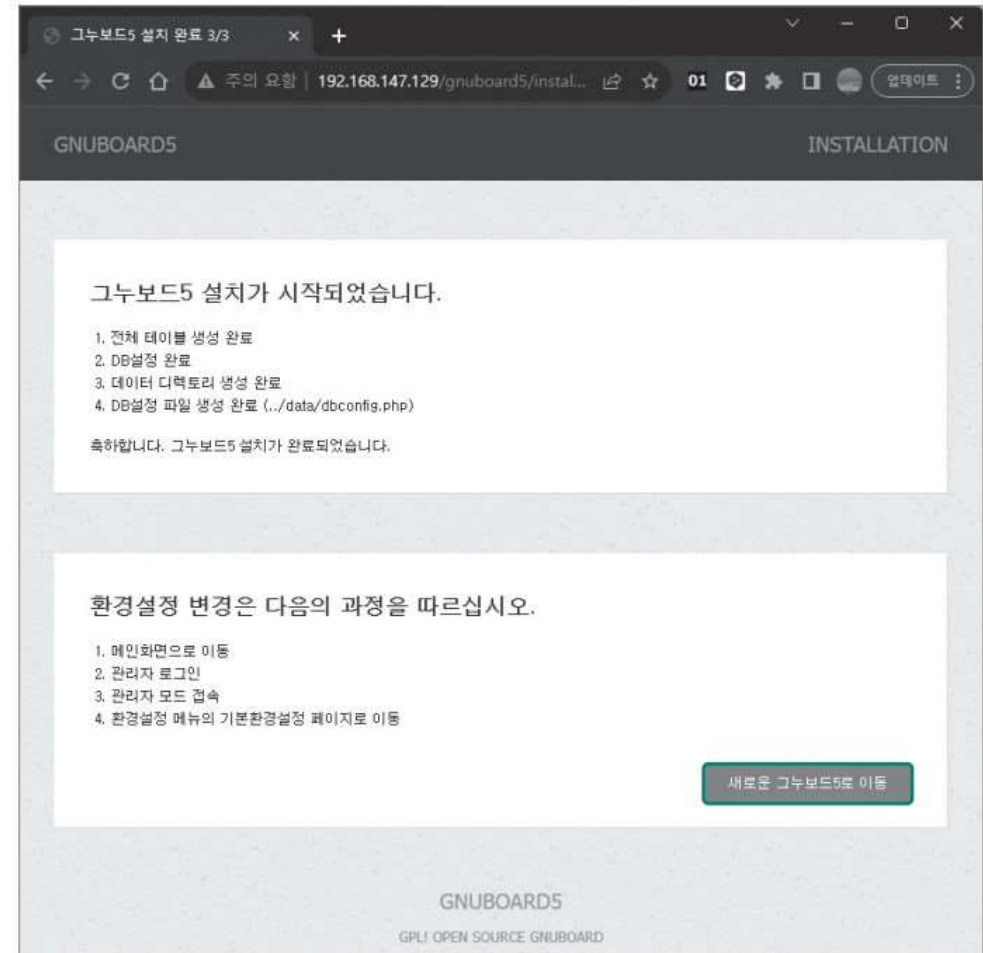 그누보드5 설치 완료 3/3
주의 요함 | 192.168.147.129/gnuboard5/instal...
01
업데이트
GNUBOARD5
INSTALLATION
그누보드5 설치가 시작되었습니다.
1. 전체 테이블 생성 완료
2. DB설정 완료
3. 데이터 디렉토리 생성 완료
4. DB설정 파일 생성 완료 (../data/dbconfig.php)
축하합니다. 그누보드5 설치가 완료되었습니다.
환경설정 변경은 다음의 과정을 따르십시오.
1. 메인화면으로 이동
2. 관리자 로그인
3. 관리자 모드 접속
4. 환경설정 메뉴의 기본환경설정 페이지로 이동
새로운 그누보드5로 이동
GNUBOARD5
GPL! OPEN SOURCE GNUBOARD